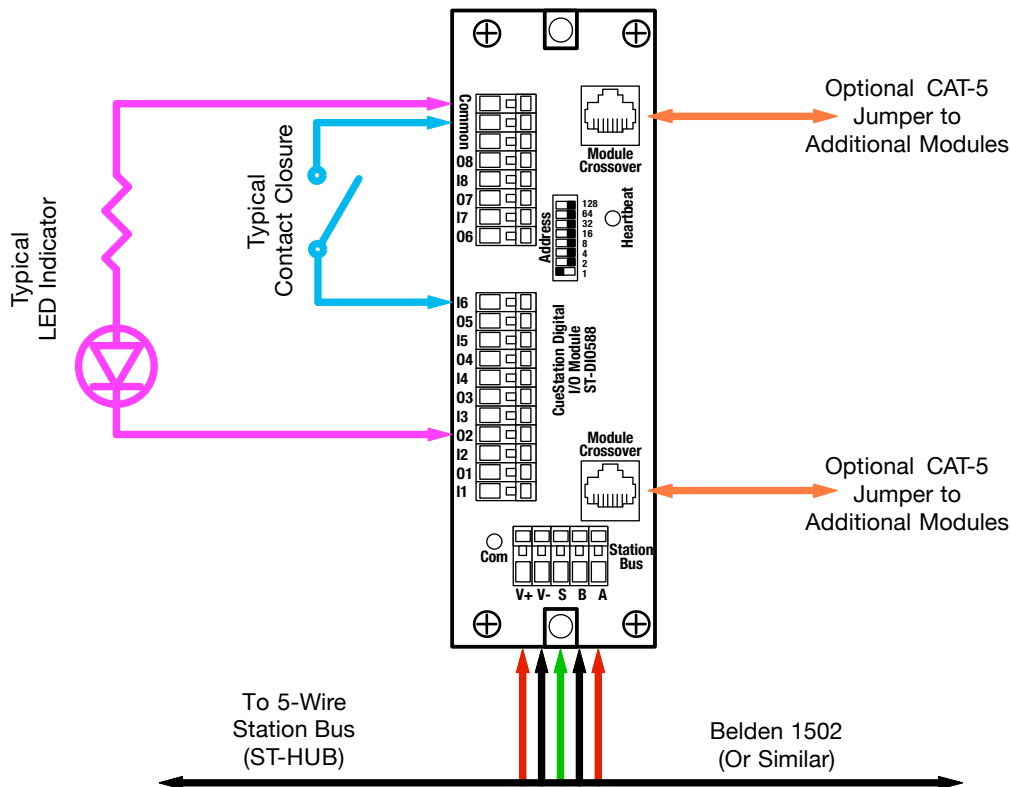 Optional CAT-5
Jumper to
Additional Modules
Typical
LED Indicator
Typical
Contact Closure
Common
O8
I8
O7
I7
O6
I6
O5
I5
O4
I4
O3
I3
O2
I2
O1
I1
Module
Crossover
Address
128
64
32
16
8
4
2
1
Heartbeat
CueStation Digital
I/O Module
ST-DIO588
Module
Crossover
Optional CAT-5
Jumper to
Additional Modules
Com
Station
Bus
V+ V- S B A
To 5-Wire
Station Bus
(ST-HUB)
Belden 1502
(Or Similar)